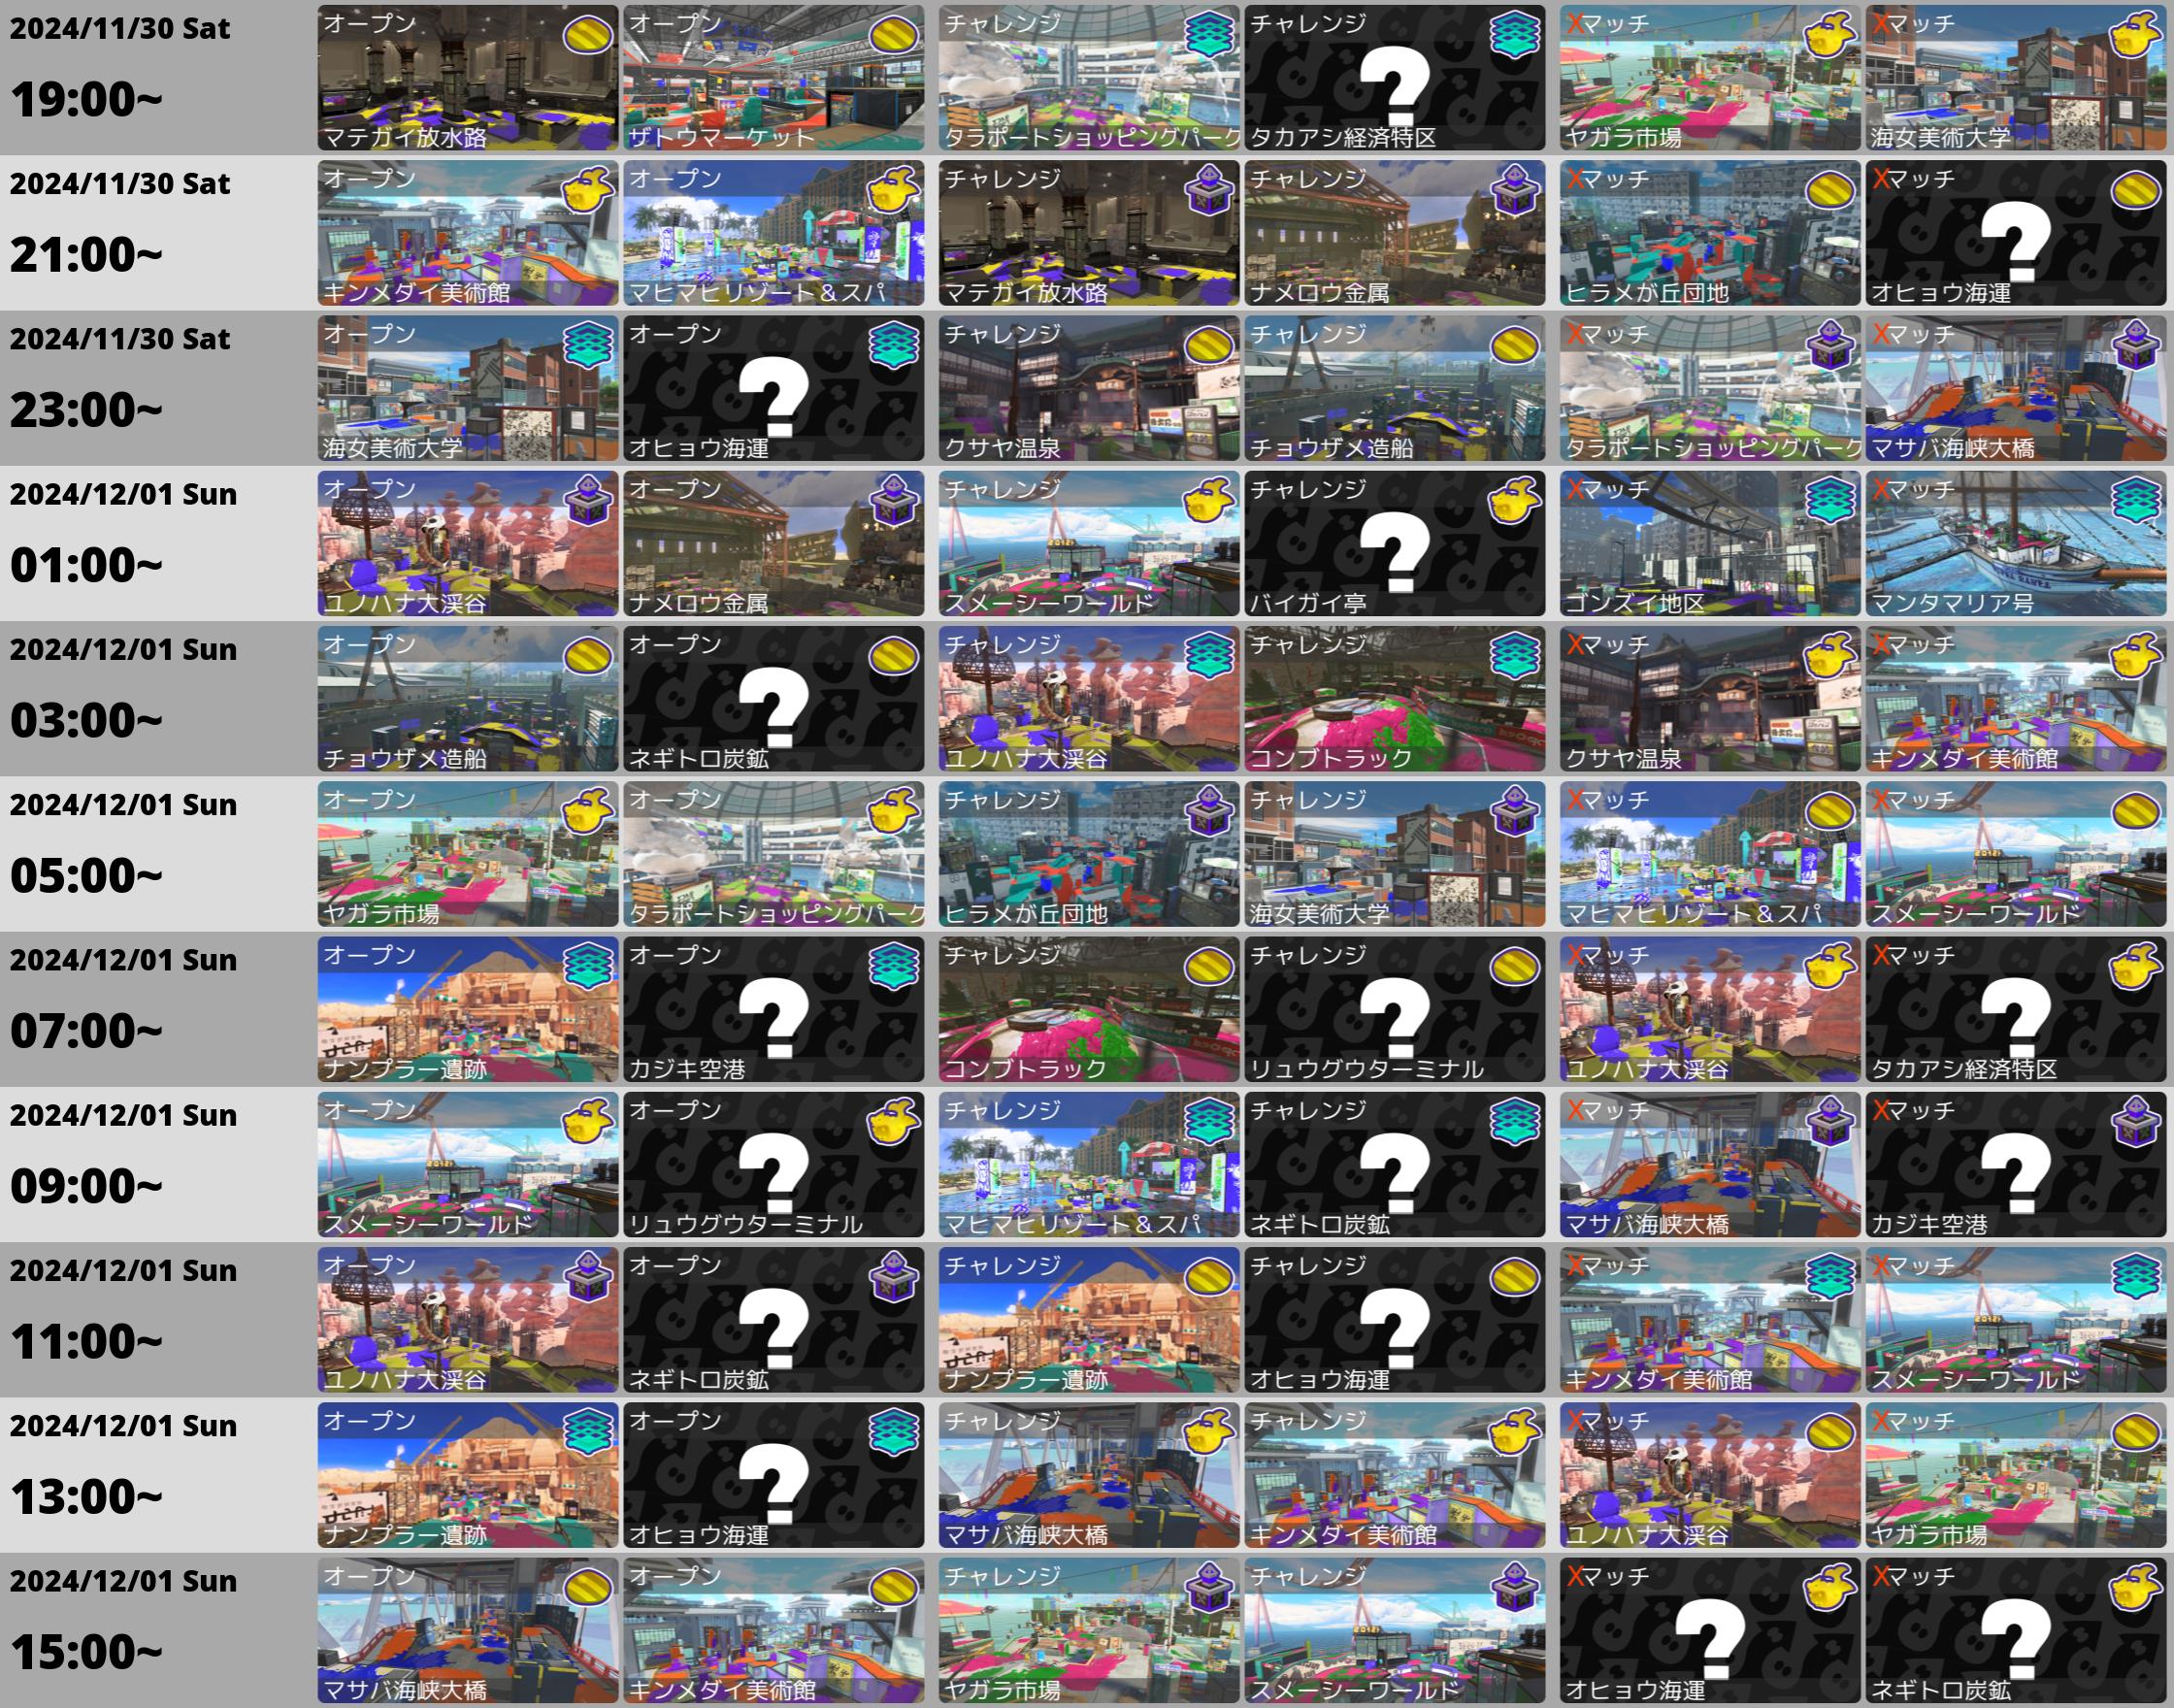 2024/11/30 Sat
19:00~
オープン
マテガイ放水路
オープン
ザトウマーケット
チャレンジ
タラポートショッピングパーク
チャレンジ
タカアシ経済特区
Xマッチ
ヤガラ市場
Xマッチ
海女美術大学
2024/11/30 Sat
21:00~
オープン
キンメダイ美術館
オープン
マヒマヒリゾート＆スパ
チャレンジ
マテガイ放水路
チャレンジ
ナメロウ金属
Xマッチ
ヒラメが丘団地
Xマッチ
オヒョウ海運
2024/11/30 Sat
23:00~
オープン
海女美術大学
オープン
オヒョウ海運
チャレンジ
クサヤ温泉
チャレンジ
チョウザメ造船
Xマッチ
タラポートショッピングパーク
Xマッチ
マサバ海峡大橋
2024/12/01 Sun
01:00~
オープン
ユノハナ大渓谷
オープン
ナメロウ金属
チャレンジ
スメーシーワールド
チャレンジ
バイガイ亭
Xマッチ
ゴンズイ地区
Xマッチ
マンタマリア号
2024/12/01 Sun
03:00~
オープン
チョウザメ造船
オープン
ネギトロ炭鉱
チャレンジ
ユノハナ大渓谷
チャレンジ
コンブトラック
Xマッチ
クサヤ温泉
Xマッチ
キンメダイ美術館
2024/12/01 Sun
05:00~
オープン
ヤガラ市場
オープン
タラポートショッピングパーク
チャレンジ
ヒラメが丘団地
チャレンジ
海女美術大学
Xマッチ
マヒマヒリゾート＆スパ
Xマッチ
スメーシーワールド
2024/12/01 Sun
07:00~
オープン
ナンプラー遺跡
オープン
カジキ空港
チャレンジ
コンブトラック
チャレンジ
リュウグウターミナル
Xマッチ
ユノハナ大渓谷
Xマッチ
タカアシ経済特区
2024/12/01 Sun
09:00~
オープン
スメーシーワールド
オープン
リュウグウターミナル
チャレンジ
マヒマヒリゾート＆スパ
チャレンジ
ネギトロ炭鉱
Xマッチ
マサバ海峡大橋
Xマッチ
カジキ空港
2024/12/01 Sun
11:00~
オープン
ユノハナ大渓谷
オープン
ネギトロ炭鉱
チャレンジ
ナンプラー遺跡
チャレンジ
オヒョウ海運
Xマッチ
キンメダイ美術館
Xマッチ
スメーシーワールド
2024/12/01 Sun
13:00~
オープン
ナンプラー遺跡
オープン
オヒョウ海運
チャレンジ
マサバ海峡大橋
チャレンジ
キンメダイ美術館
Xマッチ
ユノハナ大渓谷
Xマッチ
ヤガラ市場
2024/12/01 Sun
15:00~
オープン
マサバ海峡大橋
オープン
キンメダイ美術館
チャレンジ
ヤガラ市場
チャレンジ
スメーシーワールド
Xマッチ
オヒョウ海運
Xマッチ
ネギトロ炭鉱